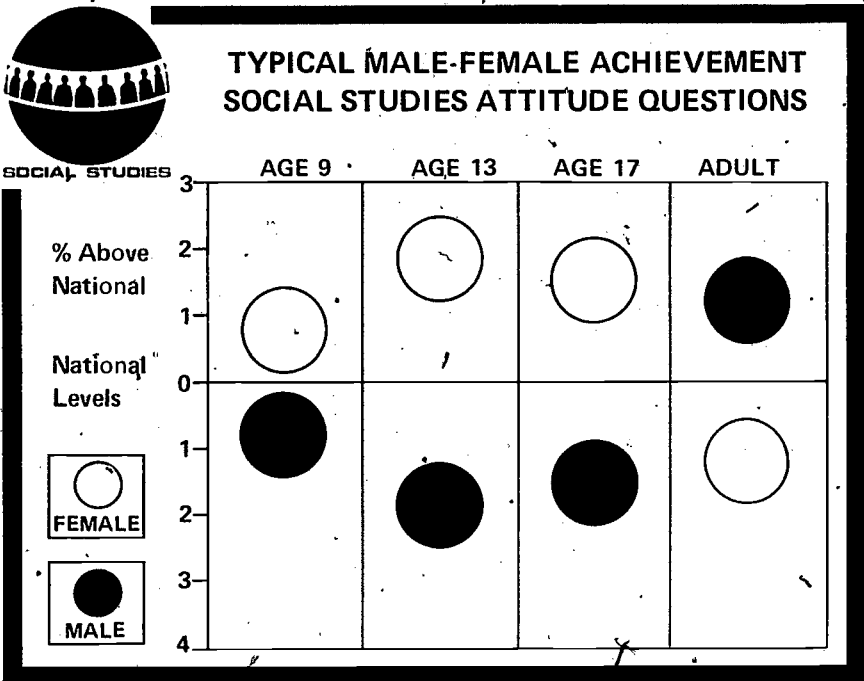 TYPICAL MALE-FEMALE ACHIEVEMENT
SOCIAL STUDIES ATTITUDE QUESTIONS
SOCIAL STUDIES
AGE 9
AGE 13
AGE 17
ADULT
3
% Above
National
2
1
National
Levels
0
1
2
3
4
FEMALE
MALE